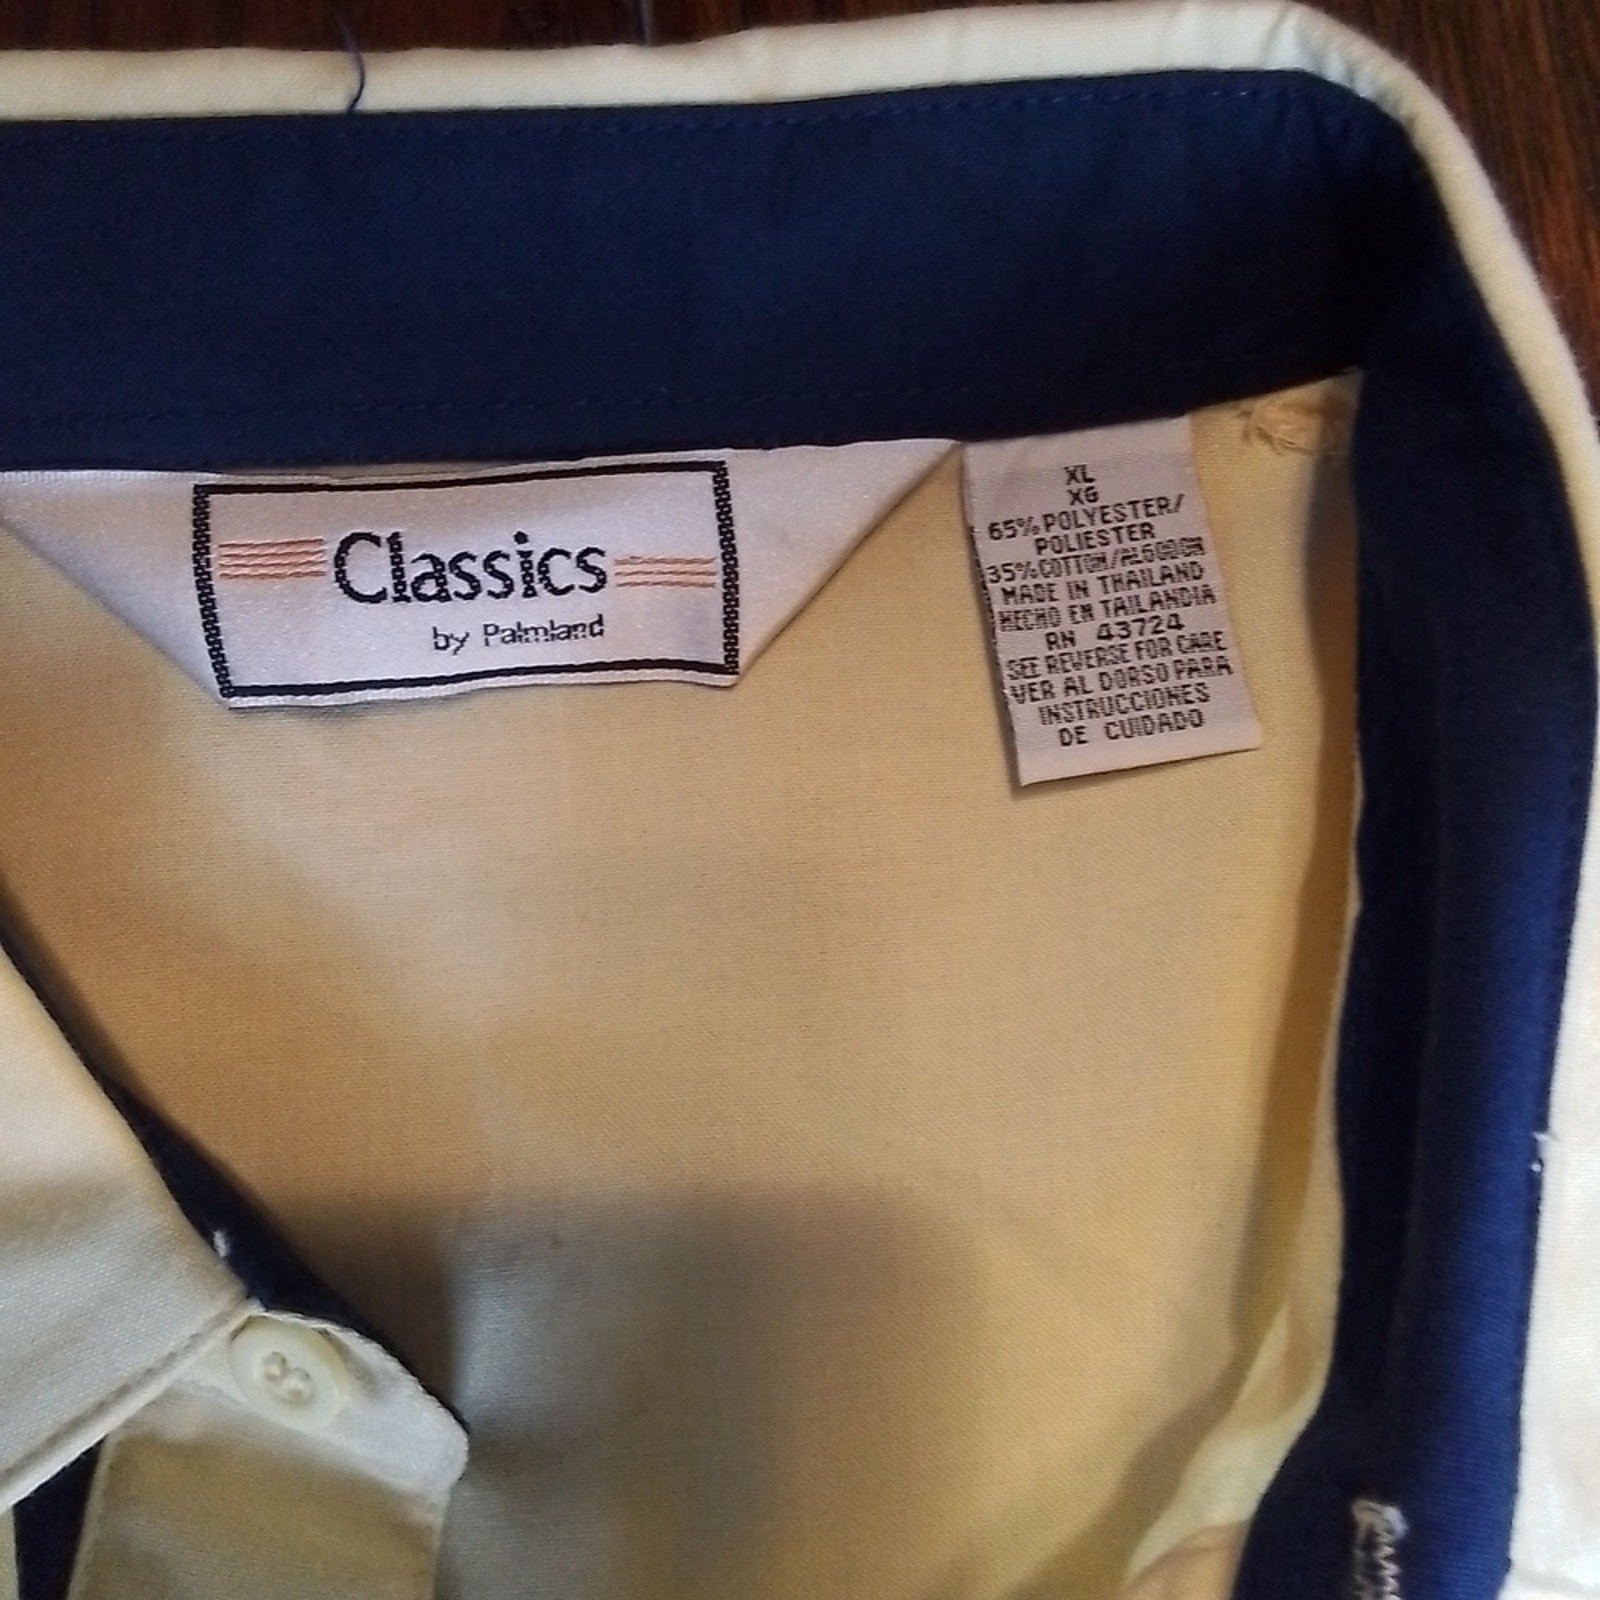 Classics
by Palmland
XL
XG
65% POLYESTER/
POLIESTER
35% COTTON/ALGODON
MADE IN THAILAND
HECHO EN TAILANDIA
RN 43724
SEE REVERSE FOR CARE
VER AL DORSO PARA
INSTRUCCIONES
DE CUIDADO